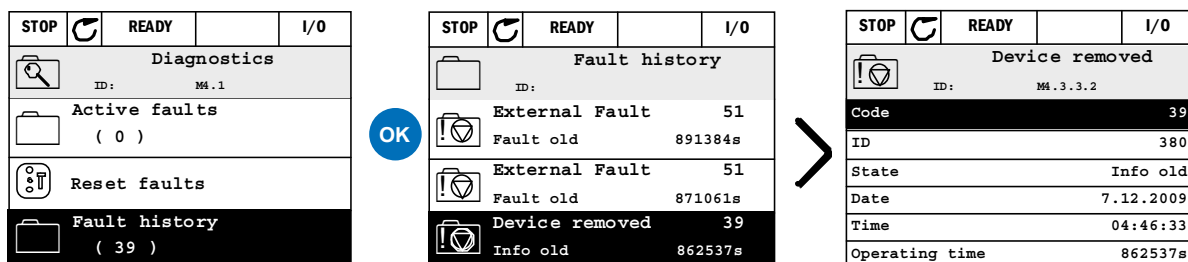 STOP READY I/O
Diagnostics
ID: M4.1
Active faults
( 0 )
Reset faults
Fault history
( 39 )
OK
STOP READY I/O
Fault history
ID:
External Fault 51
Fault old 891384s
External Fault 51
Fault old 871061s
Device removed 39
Info old 862537s
STOP READY I/O
Device removed
ID: M4.3.3.2
Code 39
ID 380
State Info old
Date 7.12.2009
Time 04:46:33
Operating time 862537s